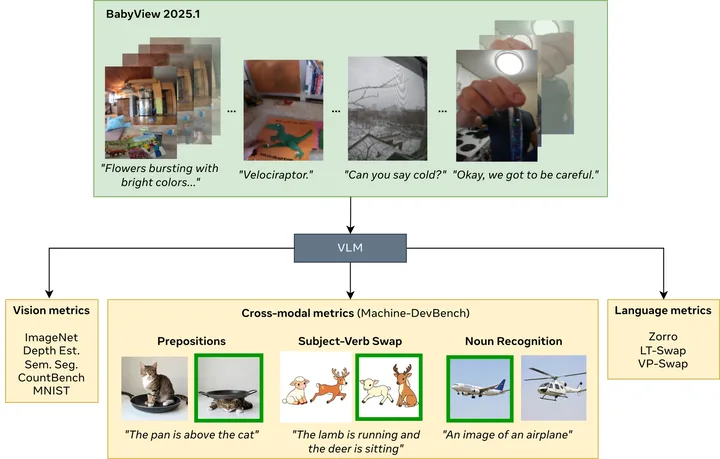 BabyView 2025.1
...
...
...
"Flowers bursting with
bright colors..."
"Velociraptor."
"Can you say cold?"
"Okay, we got to be careful."
VLM
Vision metrics
ImageNet
Depth Est.
Sem. Seg.
CountBench
MNIST
Cross-modal metrics (Machine-DevBench)
Prepositions
Subject-Verb Swap
Noun Recognition
"The pan is above the cat"
"The lamb is running and
the deer is sitting"
"An image of an airplane"
Language metrics
Zorro
LT-Swap
VP-Swap